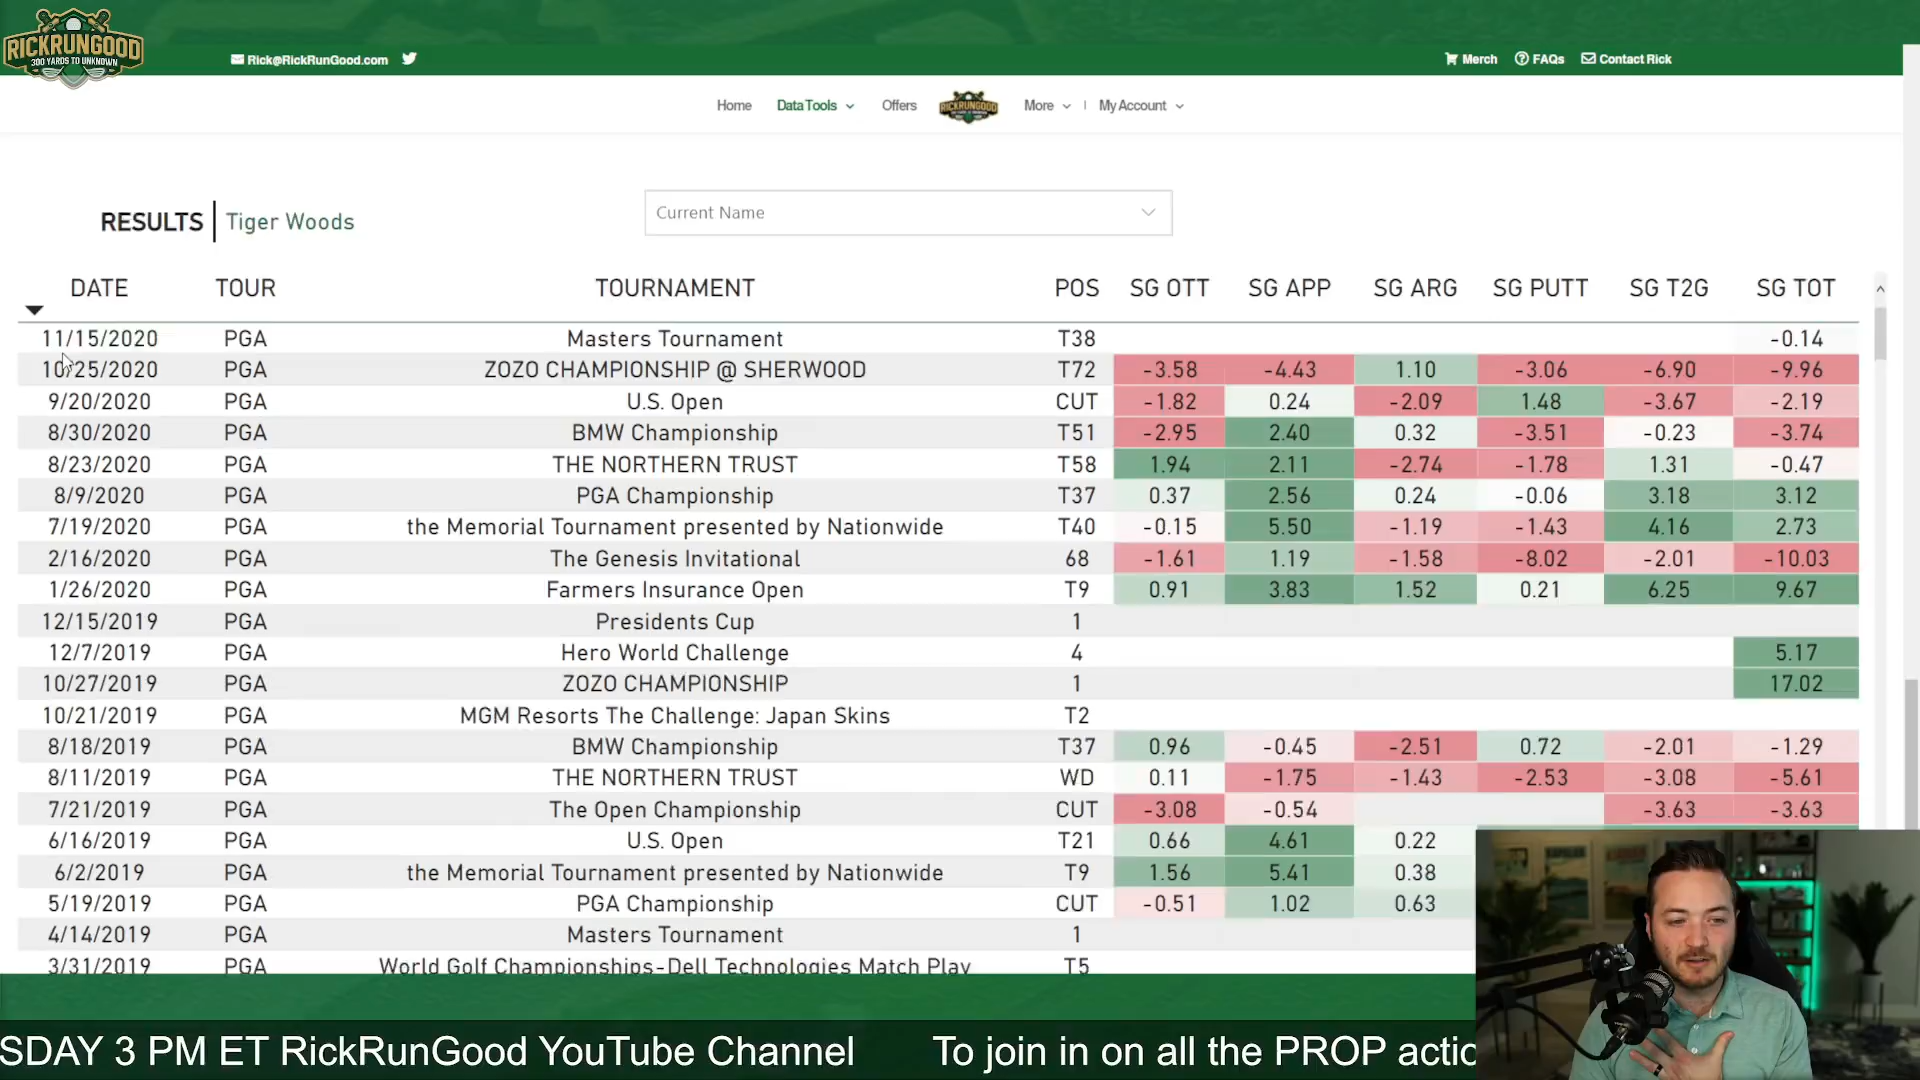 RICKRUNGOOD
300 YARDS TO UNKNOWN
Rick@RickRunGood.com
Merch FAQs Contact Rick
Home Data Tools Offers RICKRUNGOOD More | My Account
RESULTS | Tiger Woods
Current Name
DATE TOUR TOURNAMENT POS SG OTT SG APP SG ARG SG PUTT SG T2G SG TOT
11/15/2020 PGA Masters Tournament T38 -0.14
10/25/2020 PGA ZOZO CHAMPIONSHIP @ SHERWOOD T72 -3.58 -4.43 1.10 -3.06 -6.90 -9.96
9/20/2020 PGA U.S. Open CUT -1.82 0.24 -2.09 1.48 -3.67 -2.19
8/30/2020 PGA BMW Championship T51 -2.95 2.40 0.32 -3.51 -0.23 -3.74
8/23/2020 PGA THE NORTHERN TRUST T58 1.94 2.11 -2.74 -1.78 1.31 -0.47
8/9/2020 PGA PGA Championship T37 0.37 2.56 0.24 -0.06 3.18 3.12
7/19/2020 PGA the Memorial Tournament presented by Nationwide T40 -0.15 5.50 -1.19 -1.43 4.16 2.73
2/16/2020 PGA The Genesis Invitational 68 -1.61 1.19 -1.58 -8.02 -2.01 -10.03
1/26/2020 PGA Farmers Insurance Open T9 0.91 3.83 1.52 0.21 6.25 9.67
12/15/2019 PGA Presidents Cup 1
12/7/2019 PGA Hero World Challenge 4 5.17
10/27/2019 PGA ZOZO CHAMPIONSHIP 1 17.02
10/21/2019 PGA MGM Resorts The Challenge: Japan Skins T2
8/18/2019 PGA BMW Championship T37 0.96 -0.45 -2.51 0.72 -2.01 -1.29
8/11/2019 PGA THE NORTHERN TRUST WD 0.11 -1.75 -1.43 -2.53 -3.08 -5.61
7/21/2019 PGA The Open Championship CUT -3.08 -0.54 -3.63 -3.63
6/16/2019 PGA U.S. Open T21 0.66 4.61 0.22
6/2/2019 PGA the Memorial Tournament presented by Nationwide T9 1.56 5.41 0.38
5/19/2019 PGA PGA Championship CUT -0.51 1.02 0.63
4/14/2019 PGA Masters Tournament 1
3/31/2019 PGA World Golf Championships-Dell Technologies Match Play T5
SDAY 3 PM ET RickRunGood YouTube Channel To join in on all the PROP actio